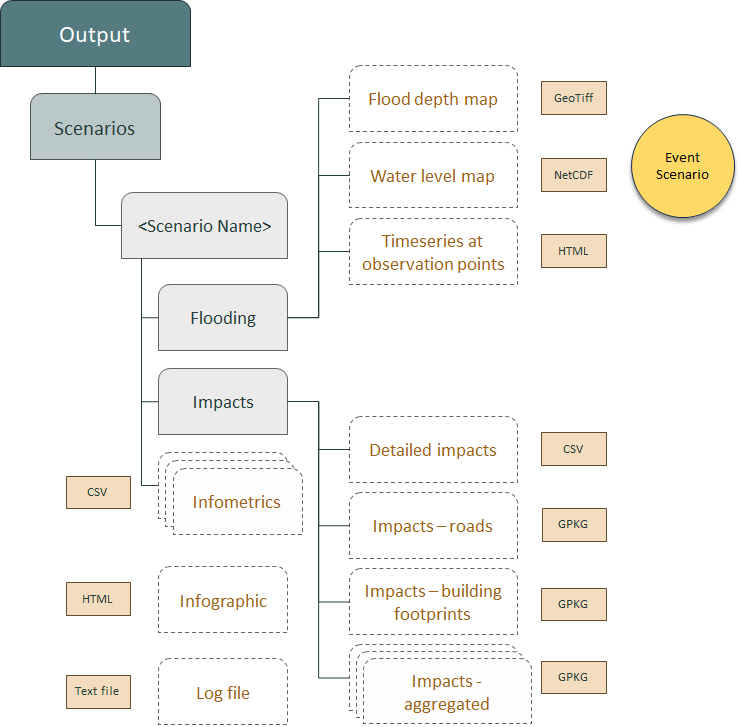 Output
Scenarios
<Scenario Name>
Flooding
Flood depth map
GeoTiff
Water level map
NetCDF
Timeseries at
observation points
HTML
Event
Scenario
Impacts
Detailed impacts
CSV
Impacts – roads
GPKG
Impacts – building
footprints
GPKG
Impacts -
aggregated
GPKG
CSV
Infometrics
HTML
Infographic
Text file
Log file